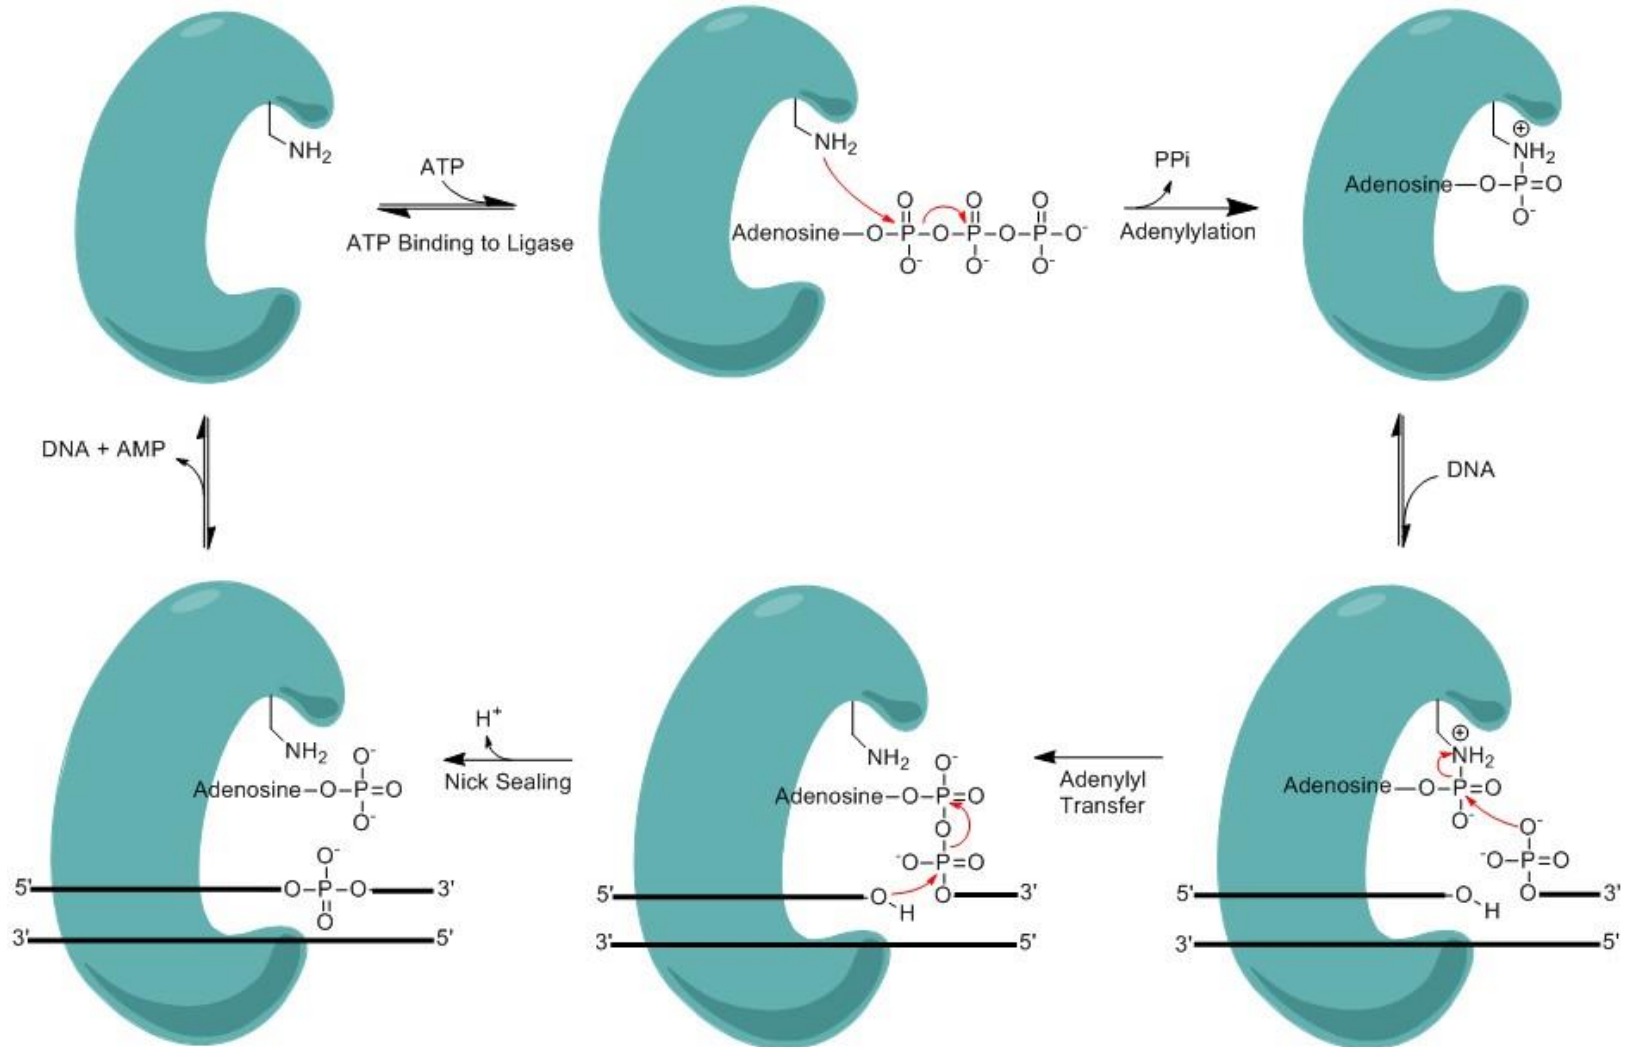 NH₂
ATP
ATP Binding to Ligase
NH₂
Adenosine—O—P—O—P—O—P—O⁻
O O O
O⁻ O⁻ O⁻
PPi
Adenylylation
⊕
NH₂
Adenosine—O—P=O
O⁻
DNA + AMP
DNA
NH₂
O⁻
Adenosine—O—P=O
O⁻
O⁻
5' O—P—O 3'
O
3' 5'
H⁺
Nick Sealing
NH₂
O⁻
Adenosine—O—P=O
O
⁻O—P=O
5' O H O 3'
3' 5'
Adenylyl
Transfer
⊕
NH₂
Adenosine—O—P=O
O⁻
O⁻
⁻O—P=O
5' O H O 3'
3' 5'